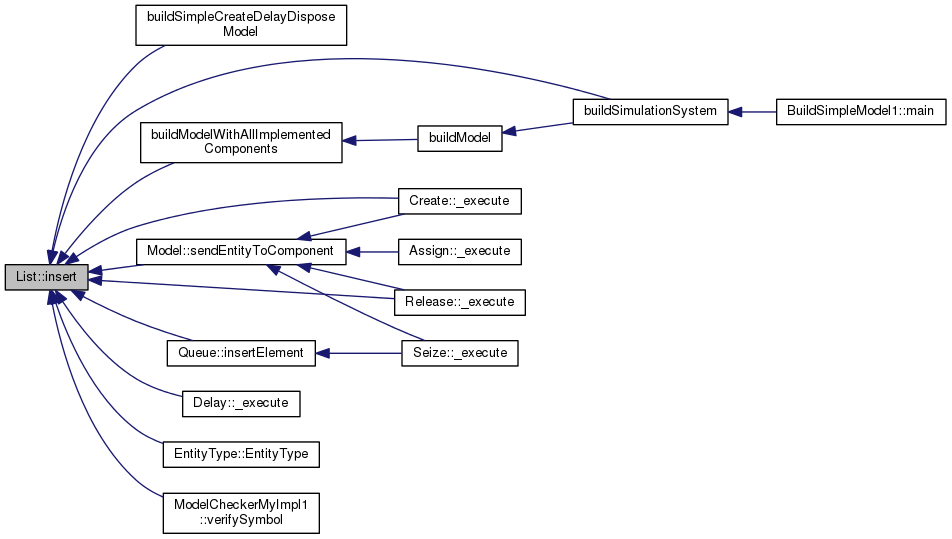 buildSimpleCreateDelayDispose
Model
buildSimulationSystem
BuildSimpleModel1::main
buildModelWithAllImplemented
Components
buildModel
Create::_execute
Model::sendEntityToComponent
Assign::_execute
List::insert
Release::_execute
Queue::insertElement
Seize::_execute
Delay::_execute
EntityType::EntityType
ModelCheckerMyImpl1
::verifySymbol